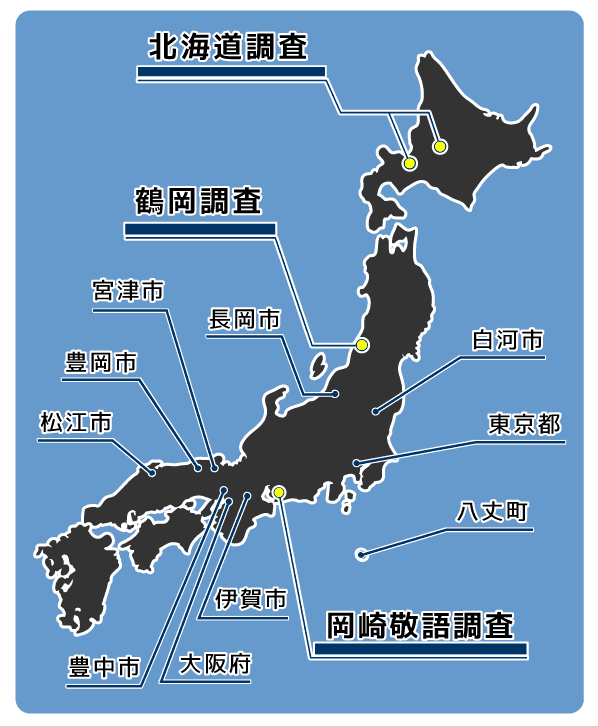 北海道調査
鶴岡調査
宮津市
長岡市
白河市
豊岡市
松江市
東京都
八丈町
伊賀市
岡崎敬語調査
豊中市
大阪府